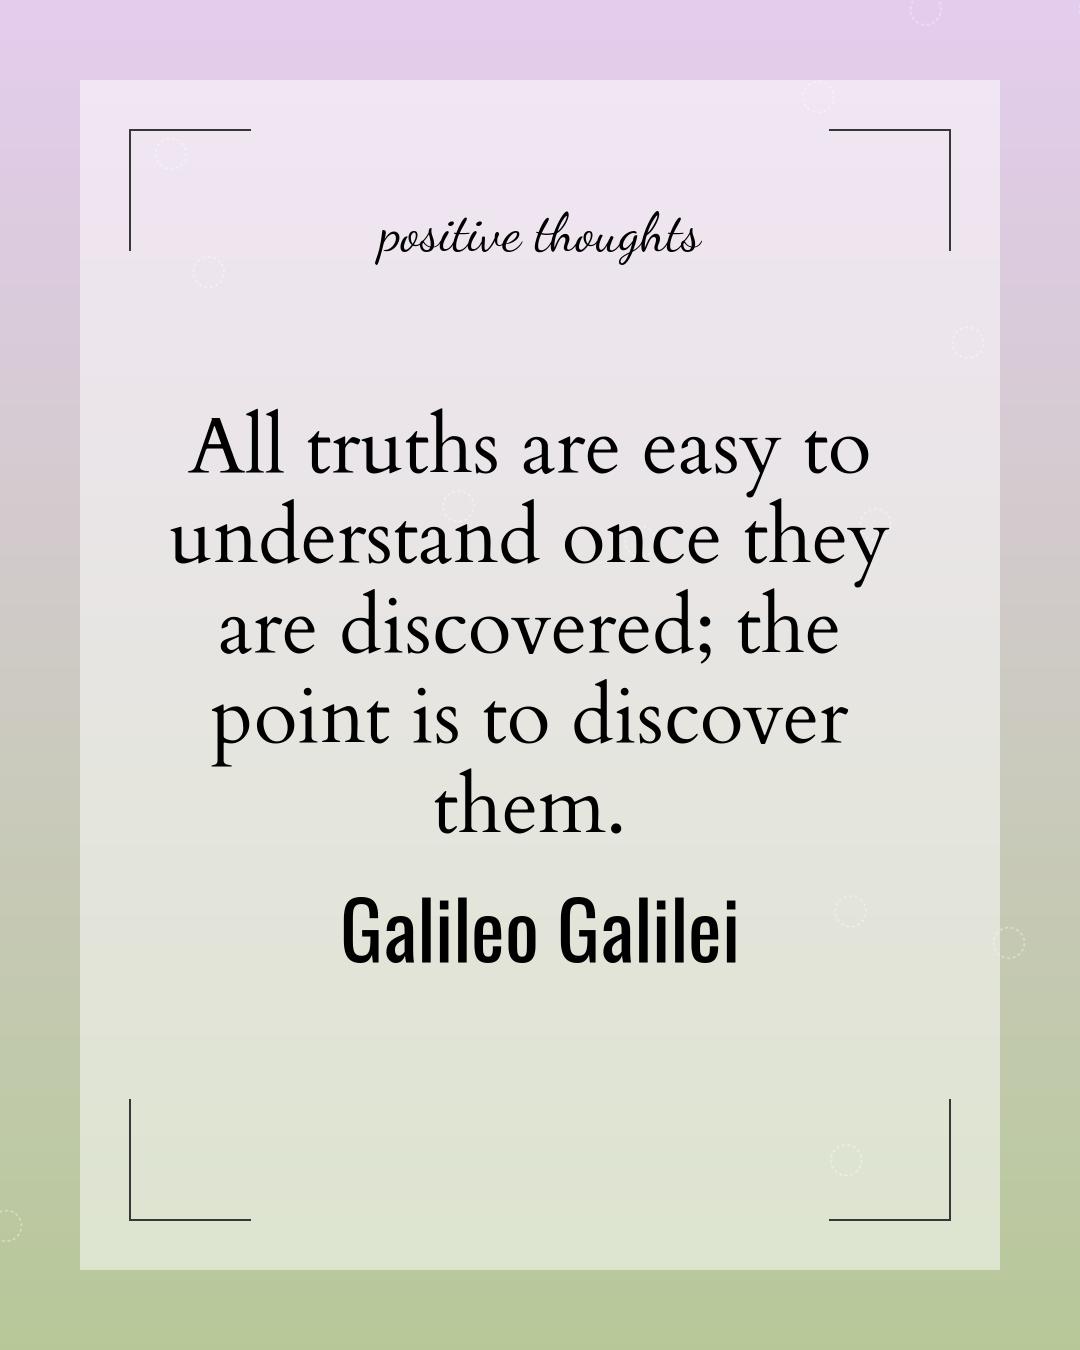 positive thoughts
All truths are easy to
understand once they
are discovered; the
point is to discover
them.
Galileo Galilei